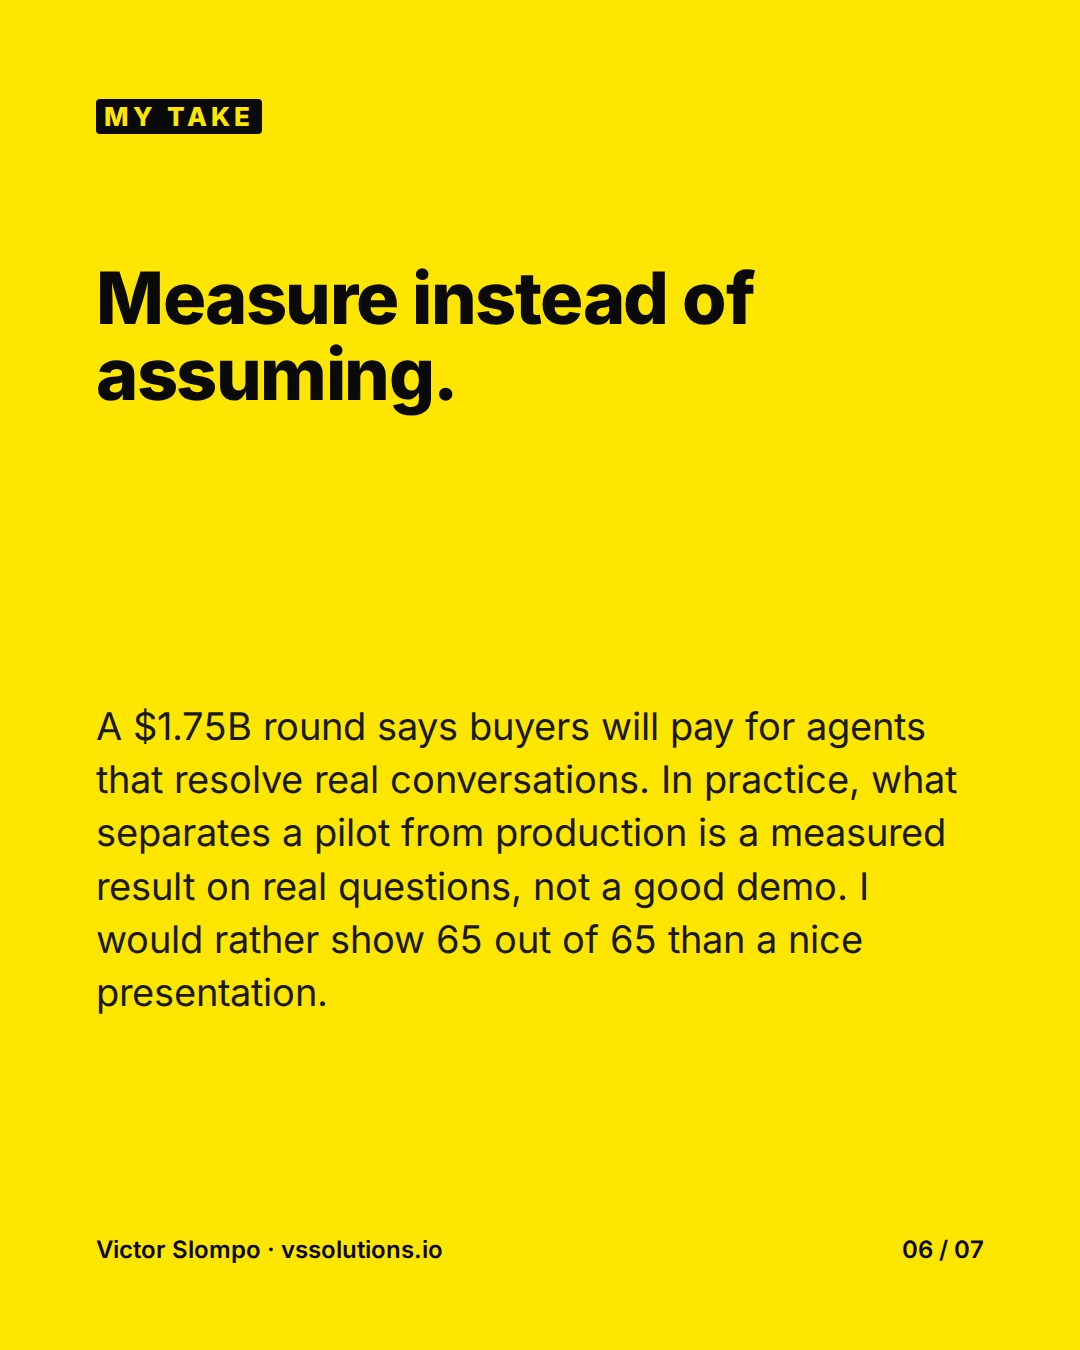 MY TAKE
Measure instead of
assuming.
A $1.75B round says buyers will pay for agents
that resolve real conversations. In practice, what
separates a pilot from production is a measured
result on real questions, not a good demo. I
would rather show 65 out of 65 than a nice
presentation.
Victor Slompo · vssolutions.io
06 / 07